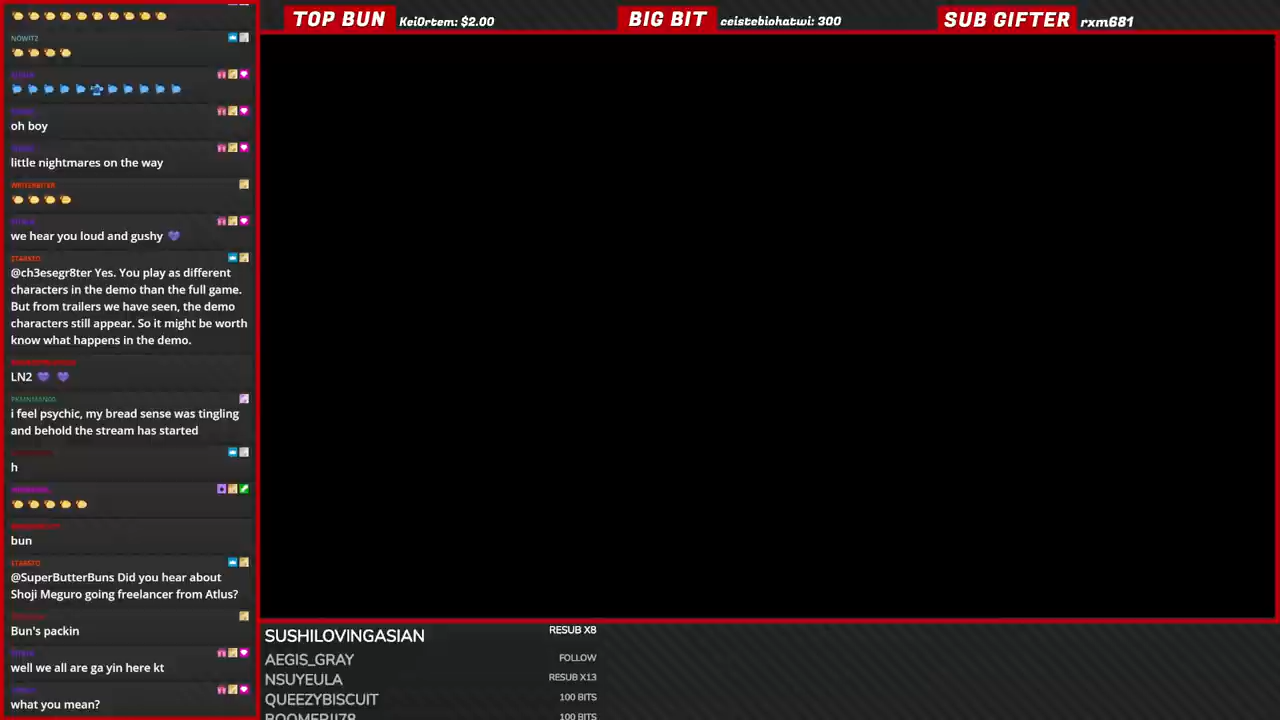 TOP BUN KeiOrtem: $2.00 BIG BIT ceistebiohatwi: 300 SUB GIFTER rxm681
NOWITZ
oh boy
little nightmares on the way
WRITERBITER
we hear you loud and gushy
STARKTO
@ch3esegr8ter Yes. You play as different
characters in the demo than the full game.
But from trailers we have seen, the demo
characters still appear. So it might be worth
know what happens in the demo.
LN2
i feel psychic, my bread sense was tingling
and behold the stream has started
h
bun
@SuperButterBuns Did you hear about
Shoji Meguro going freelancer from Atlus?
Bun's packin
well we all are ga yin here kt
what you mean?
SUSHILOVINGASIAN RESUB X8
AEGIS_GRAY FOLLOW
NSUYEULA RESUB X13
QUEEZYBISCUIT 100 BITS
100 BITS